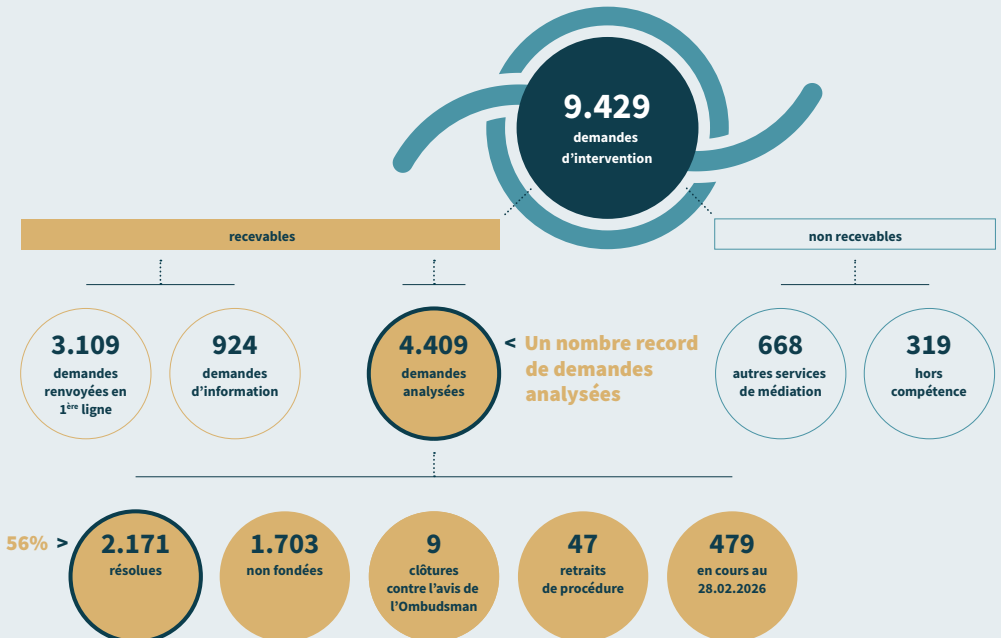 9.429
demandes
d'intervention
recevables
non recevables
3.109
demandes
renvoyées en
1ère ligne
924
demandes
d'information
4.409
demandes
analysées
< Un nombre record
de demandes
analysées
668
autres services
de médiation
319
hors
compétence
56% >
2.171
résolues
1.703
non fondées
9
clôtures
contre l'avis de
l'Ombudsman
47
retraits
de procédure
479
en cours au
28.02.2026